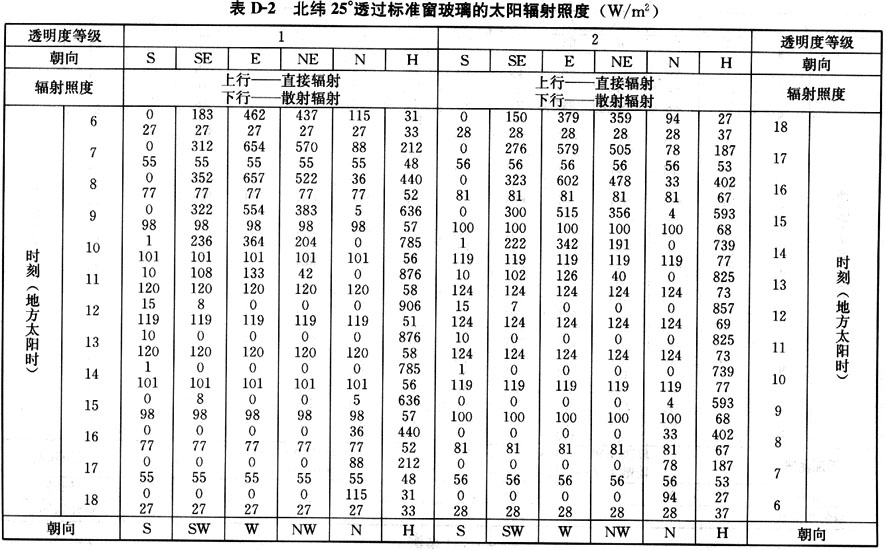 表 D-2 北纬25°透过标准窗玻璃的太阳辐射照度（W/m²）
透明度等级 1 2 透明度等级
朝向 S SE E NE N H S SE E NE N H 朝向
辐射照度 上行——直接辐射 上行——直接辐射 辐射照度
下行——散射辐射 下行——散射辐射
时刻（地方太阳时） 时刻（地方太阳时）
6 0 183 462 437 115 31 0 150 379 359 94 27 18
27 27 27 27 27 33 28 28 28 28 28 37
7 0 312 654 570 88 212 0 276 579 505 78 187 17
55 55 55 55 55 48 56 56 56 56 56 53
8 0 352 657 522 36 440 0 323 602 478 33 402 16
77 77 77 77 77 52 81 81 81 81 81 67
9 0 322 554 383 5 636 0 300 515 356 4 593 15
98 98 98 98 98 57 100 100 100 100 100 68
10 1 236 364 204 0 785 1 222 342 191 0 739 14
101 101 101 101 101 56 119 119 119 119 119 77
11 10 108 133 42 0 876 10 102 126 40 0 825 13
120 120 120 120 120 58 124 124 124 124 124 73
12 15 8 0 0 0 906 15 7 0 0 0 857 12
119 119 119 119 119 51 124 124 124 124 124 69
13 10 0 0 0 0 876 10 0 0 0 0 825 11
120 120 120 120 120 58 124 124 124 124 124 73
14 1 0 0 0 0 785 1 0 0 0 0 739 10
101 101 101 101 101 56 119 119 119 119 119 77
15 0 8 0 0 5 636 0 0 0 0 4 593 9
98 98 98 98 98 57 100 100 100 100 100 68
16 0 0 0 0 36 440 0 0 0 0 33 402 8
77 77 77 77 77 52 81 81 81 81 81 67
17 0 0 0 0 88 212 0 0 0 0 78 187 7
55 55 55 55 55 48 56 56 56 56 56 53
18 0 0 0 0 115 31 0 0 0 0 94 27 6
27 27 27 27 27 33 28 28 28 28 28 37
朝向 S SW W NW N H S SW W NW N H 朝向